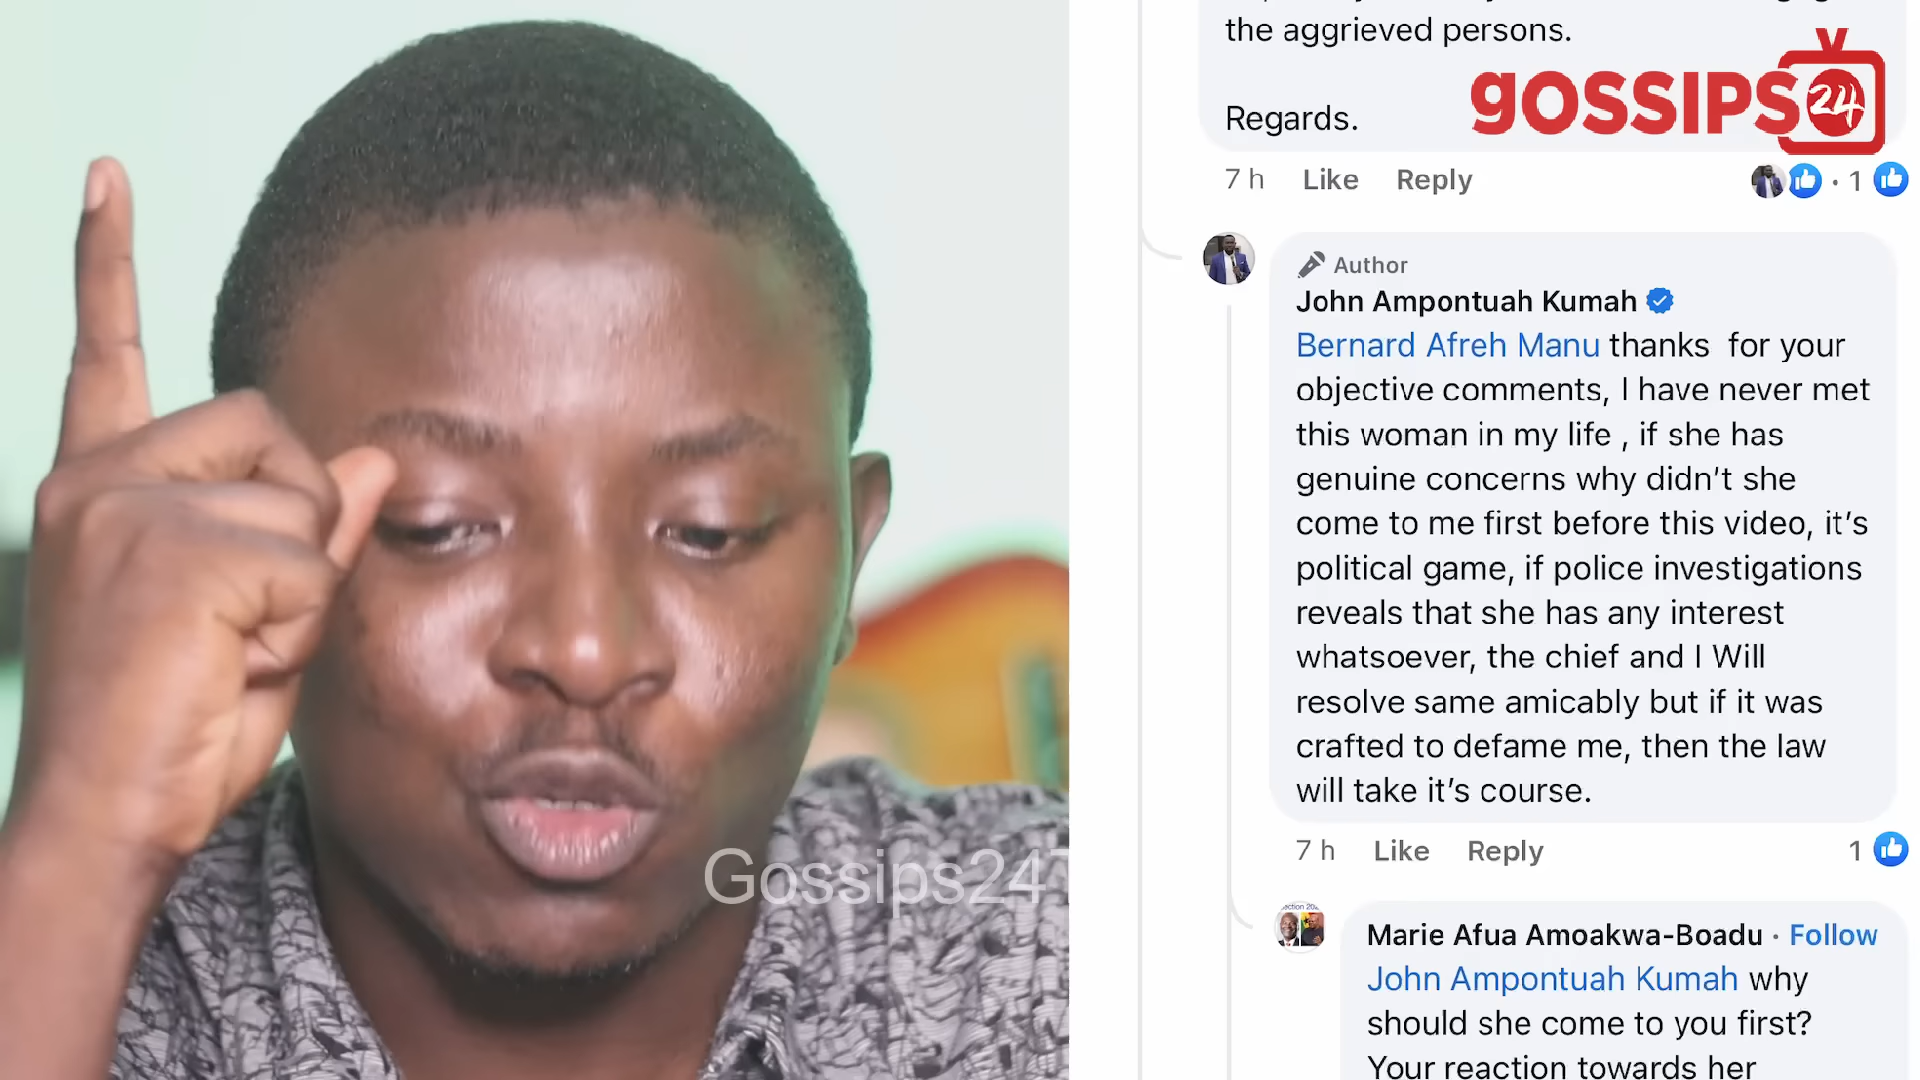 the aggrieved persons.
gossips24
Regards.
7 h Like Reply
· 1
Author
John Ampontuah Kumah
Bernard Afreh Manu thanks for your
objective comments, I have never met
this woman in my life , if she has
genuine concerns why didn't she
come to me first before this video, it's
political game, if police investigations
reveals that she has any interest
whatsoever, the chief and I Will
resolve same amicably but if it was
crafted to defame me, then the law
will take it's course.
7 h Like Reply
1
Gossips24T
Marie Afua Amoakwa-Boadu · Follow
John Ampontuah Kumah why
should she come to you first?
Your reaction towards her